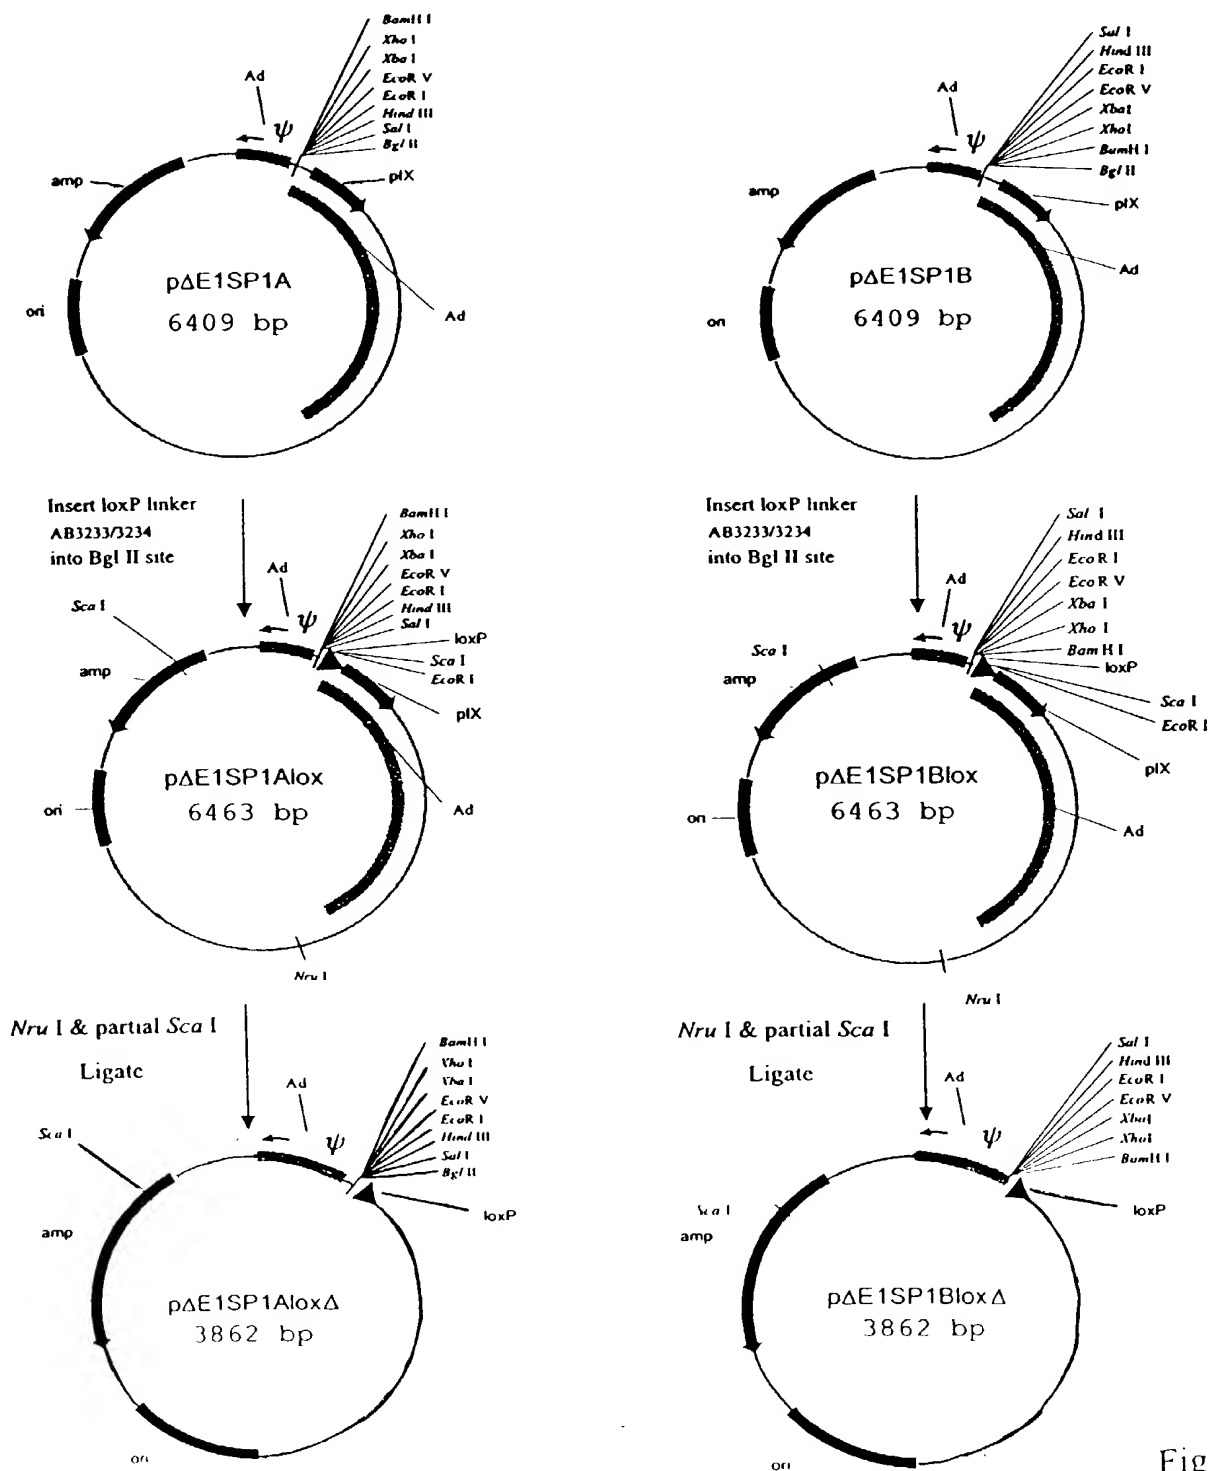 BamH I
Xho I
Xba I
EcoR V
EcoR I
Hind III
Sal I
Bgl II
Ad
ψ
amp
pIX
ori
Ad
pΔE1SP1A
6409 bp
Sal I
Hind III
EcoR I
EcoR V
XbaI
XhoI
BamH I
Bgl II
Ad
ψ
amp
pIX
ori
Ad
pΔE1SP1B
6409 bp
Insert loxP linker
AB3233/3234
into Bgl II site
BamH I
Xho I
Xba I
EcoR V
EcoR I
Hind III
Sal I
loxP
Sca I
EcoR I
Ad
ψ
Sca I
amp
pIX
ori
Ad
pΔE1SP1Alox
6463 bp
Nru I
Insert loxP linker
AB3233/3234
into Bgl II site
Sal I
Hind III
EcoR I
EcoR V
Xba I
Xho I
BamH I
loxP
Sca I
EcoR I
Ad
ψ
Sca I
amp
pIX
ori
Ad
pΔE1SP1Blox
6463 bp
Nru I
Nru I & partial Sca I
Ligate
BamH I
Xho I
Xba I
EcoR V
EcoR I
Hind III
Sal I
Bgl II
loxP
Ad
ψ
Sca I
amp
ori
pΔE1SP1AloxΔ
3862 bp
Nru I & partial Sca I
Ligate
Sal I
Hind III
EcoR I
EcoR V
XbaI
XhoI
BamH I
loxP
Ad
ψ
Sca I
amp
ori
pΔE1SP1BloxΔ
3862 bp
Fig